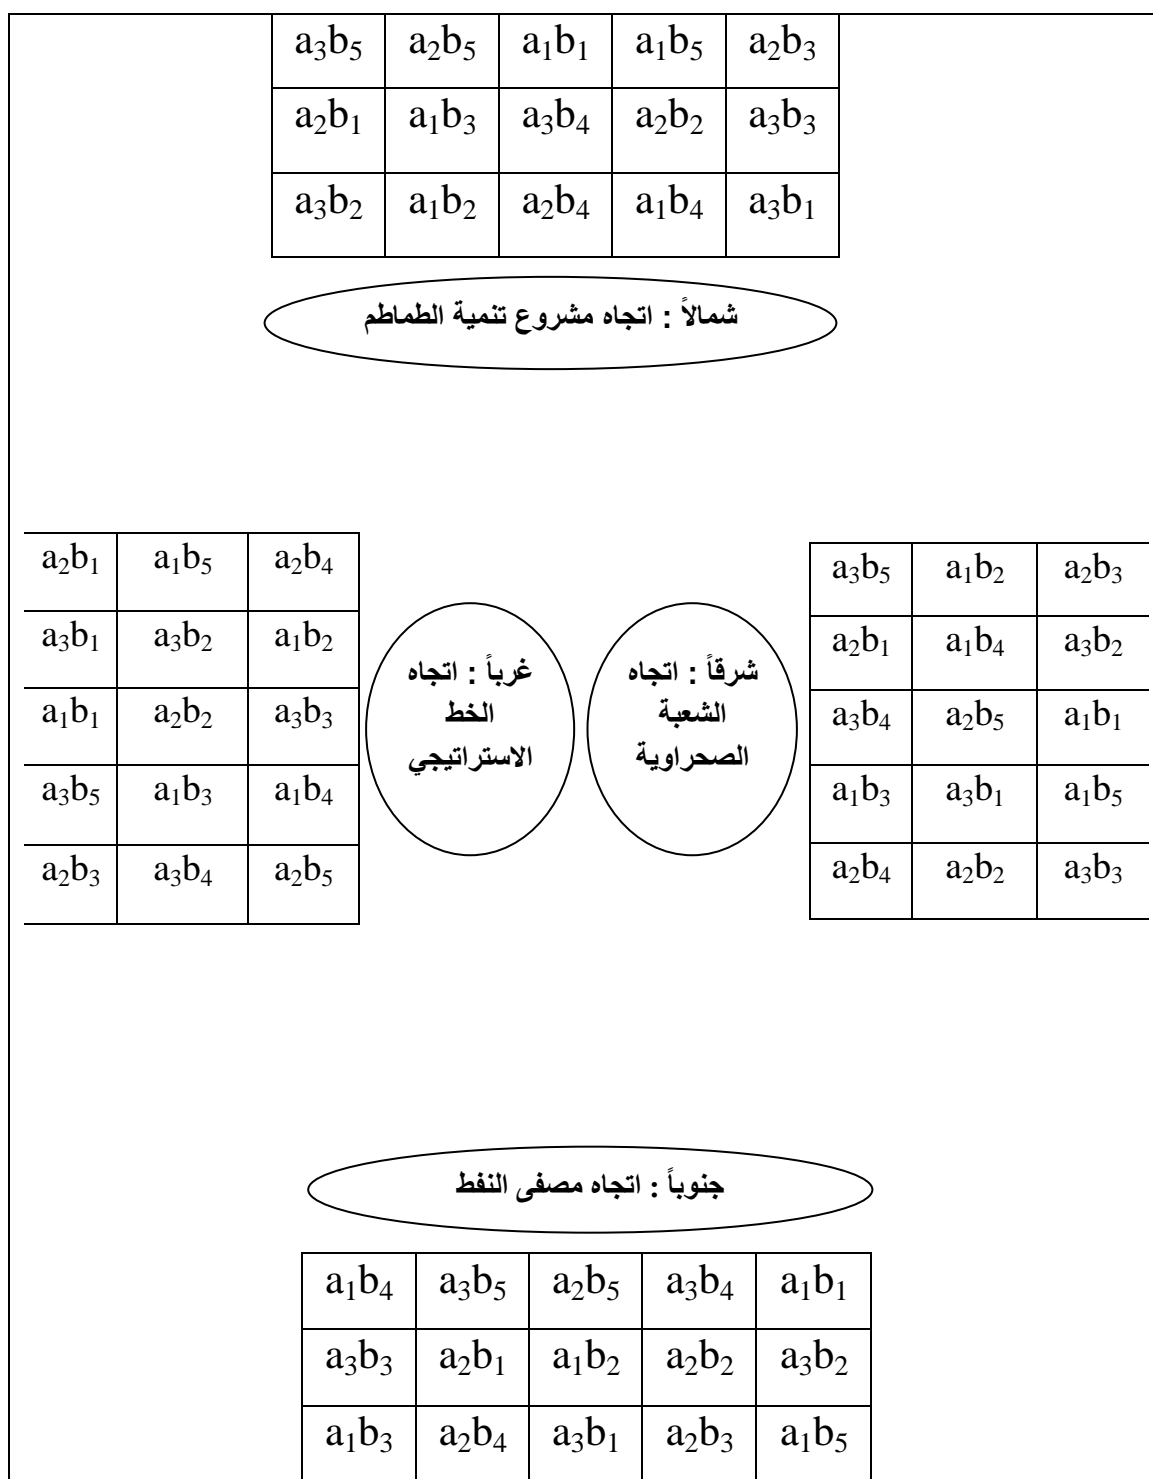 a₃b₅ a₂b₅ a₁b₁ a₁b₅ a₂b₃
a₂b₁ a₁b₃ a₃b₄ a₂b₂ a₃b₃
a₃b₂ a₁b₂ a₂b₄ a₁b₄ a₃b₁
شمالاً : اتجاه مشروع تنمية الطماطم
a₂b₁ a₁b₅ a₂b₄
a₃b₁ a₃b₂ a₁b₂
a₁b₁ a₂b₂ a₃b₃
a₃b₅ a₁b₃ a₁b₄
a₂b₃ a₃b₄ a₂b₅
غرباً : اتجاه
الخط
الاستراتيجي
شرقاً : اتجاه
الشعبة
الصحراوية
a₃b₅ a₁b₂ a₂b₃
a₂b₁ a₁b₄ a₃b₂
a₃b₄ a₂b₅ a₁b₁
a₁b₃ a₃b₁ a₁b₅
a₂b₄ a₂b₂ a₃b₃
جنوباً : اتجاه مصفى النفط
a₁b₄ a₃b₅ a₂b₅ a₃b₄ a₁b₁
a₃b₃ a₂b₁ a₁b₂ a₂b₂ a₃b₂
a₁b₃ a₂b₄ a₃b₁ a₂b₃ a₁b₅